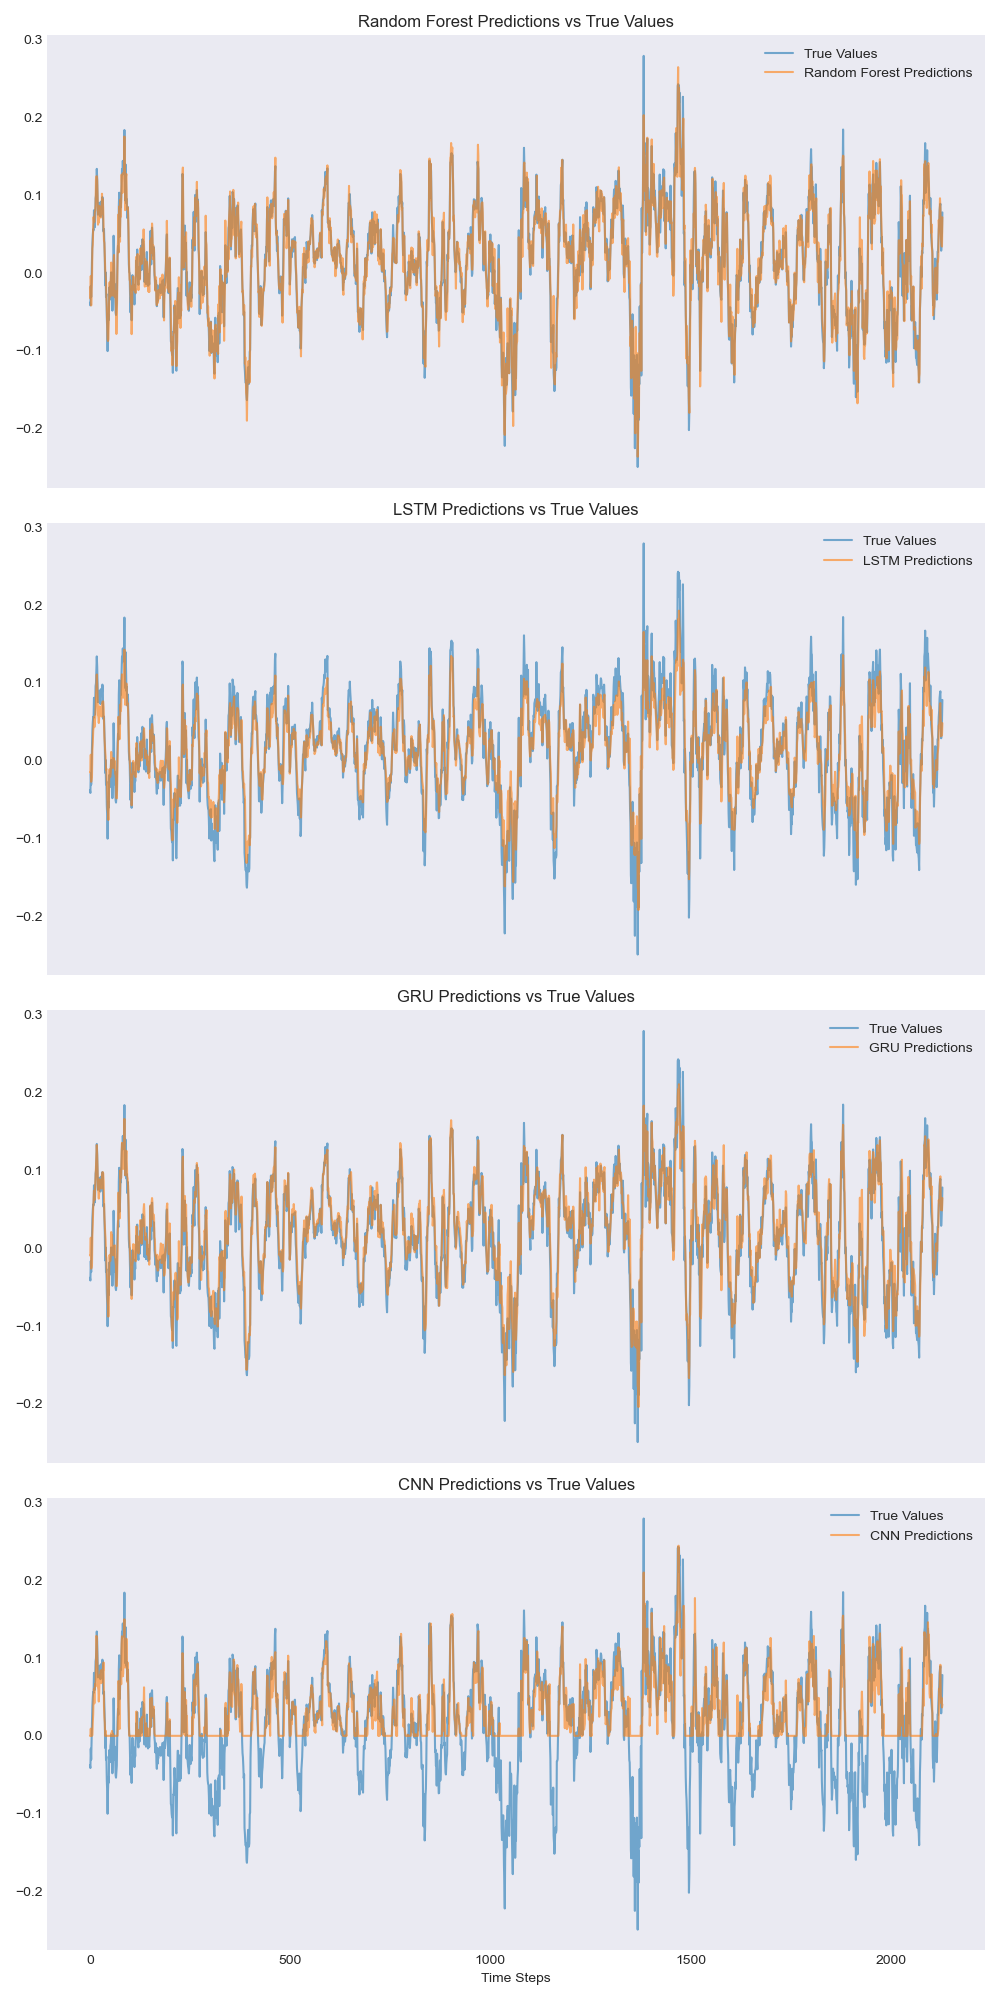 Random Forest Predictions vs True Values
0.3
True Values
Random Forest Predictions
0.2
0.1
0.0
−0.1
−0.2
LSTM Predictions vs True Values
0.3
True Values
LSTM Predictions
0.2
0.1
0.0
−0.1
−0.2
GRU Predictions vs True Values
0.3
True Values
GRU Predictions
0.2
0.1
0.0
−0.1
−0.2
CNN Predictions vs True Values
0.3
True Values
CNN Predictions
0.2
0.1
0.0
−0.1
−0.2
0 500 1000 1500 2000
Time Steps